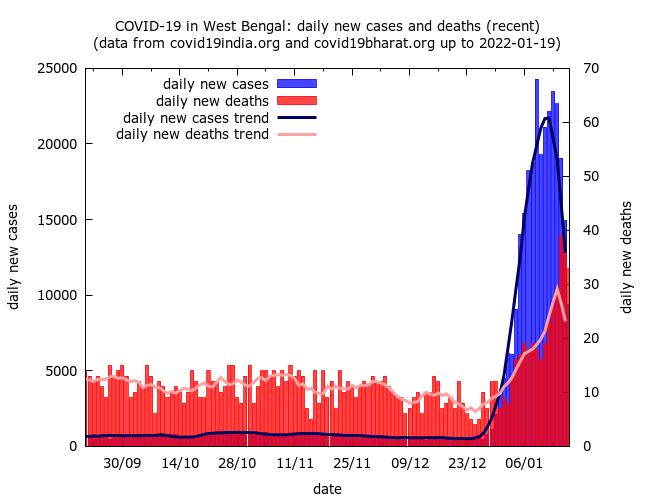 COVID-19 in West Bengal: daily new cases and deaths (recent)
(data from covid19india.org and covid19bharat.org up to 2022-01-19)
daily new cases
daily new deaths
daily new cases trend
daily new deaths trend
25000
20000
15000
10000
5000
0
70
60
50
40
30
20
10
0
daily new cases
daily new deaths
30/09 14/10 28/10 11/11 25/11 09/12 23/12 06/01
date